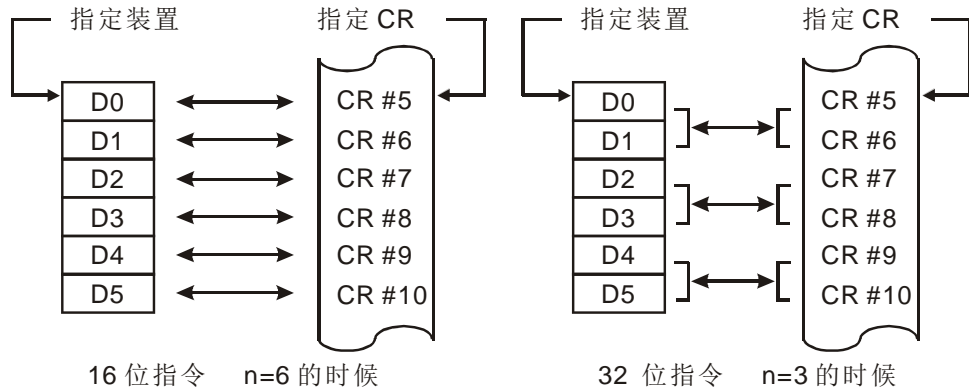 指定装置 指定 CR 指定装置 指定 CR
D0 CR #5 D0 CR #5
D1 CR #6 D1 CR #6
D2 CR #7 D2 CR #7
D3 CR #8 D3 CR #8
D4 CR #9 D4 CR #9
D5 CR #10 D5 CR #10
16 位指令 n=6 的时候 32 位指令 n=3 的时候